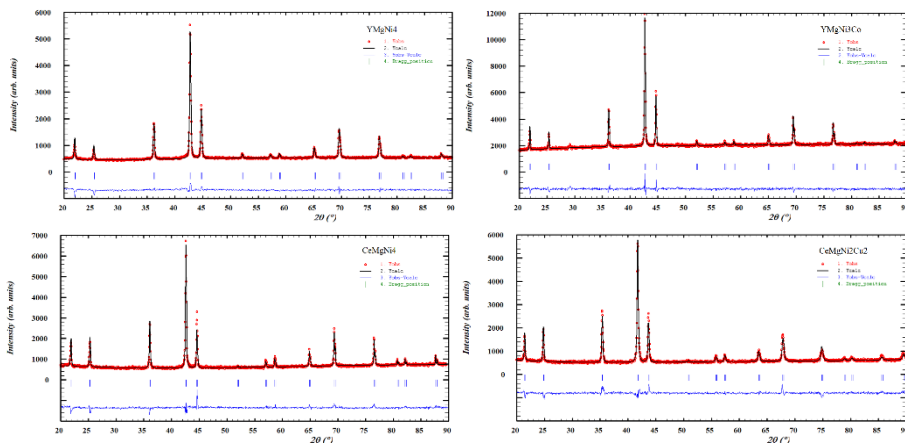 YMgNi4
1. Yobs
2. Ycalc
3. Yobs-Ycalc
4. Bragg_position
Intensity (arb. units)
6000
5000
4000
3000
2000
1000
0
20 25 30 35 40 45 50 55 60 65 70 75 80 85 90
2θ (°)
YMgNi3Co
1. Yobs
2. Ycalc
3. Yobs-Ycalc
4. Bragg_position
Intensity (arb. units)
12000
10000
8000
6000
4000
2000
0
20 25 30 35 40 45 50 55 60 65 70 75 80 85 90
2θ (°)
CeMgNi4
1. Yobs
2. Ycalc
3. Yobs-Ycalc
4. Bragg_position
Intensity (arb. units)
7000
6000
5000
4000
3000
2000
1000
0
20 25 30 35 40 45 50 55 60 65 70 75 80 85 90
2θ (°)
CeMgNi2Cu2
1. Yobs
2. Ycalc
3. Yobs-Ycalc
4. Bragg_position
Intensity (arb. units)
6000
5000
4000
3000
2000
1000
0
20 25 30 35 40 45 50 55 60 65 70 75 80 85 90
2θ (°)